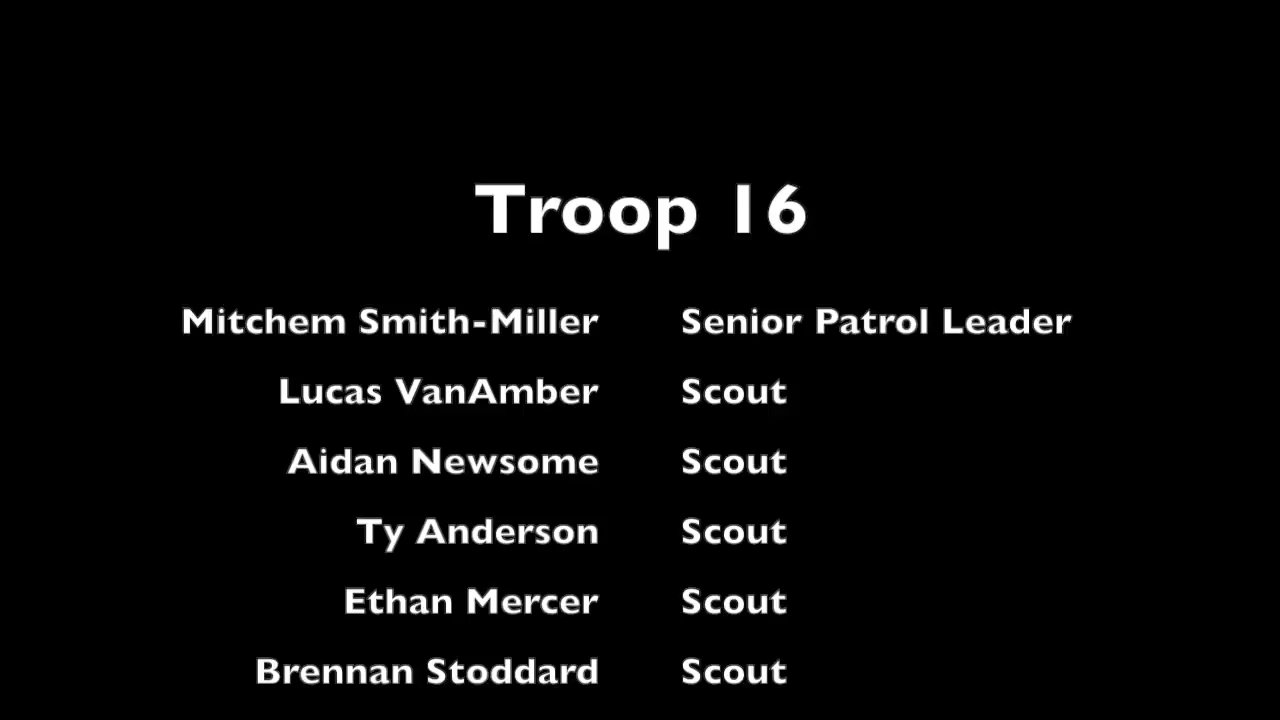 Troop 16
Mitchem Smith-Miller Senior Patrol Leader
Lucas VanAmber Scout
Aidan Newsome Scout
Ty Anderson Scout
Ethan Mercer Scout
Brennan Stoddard Scout